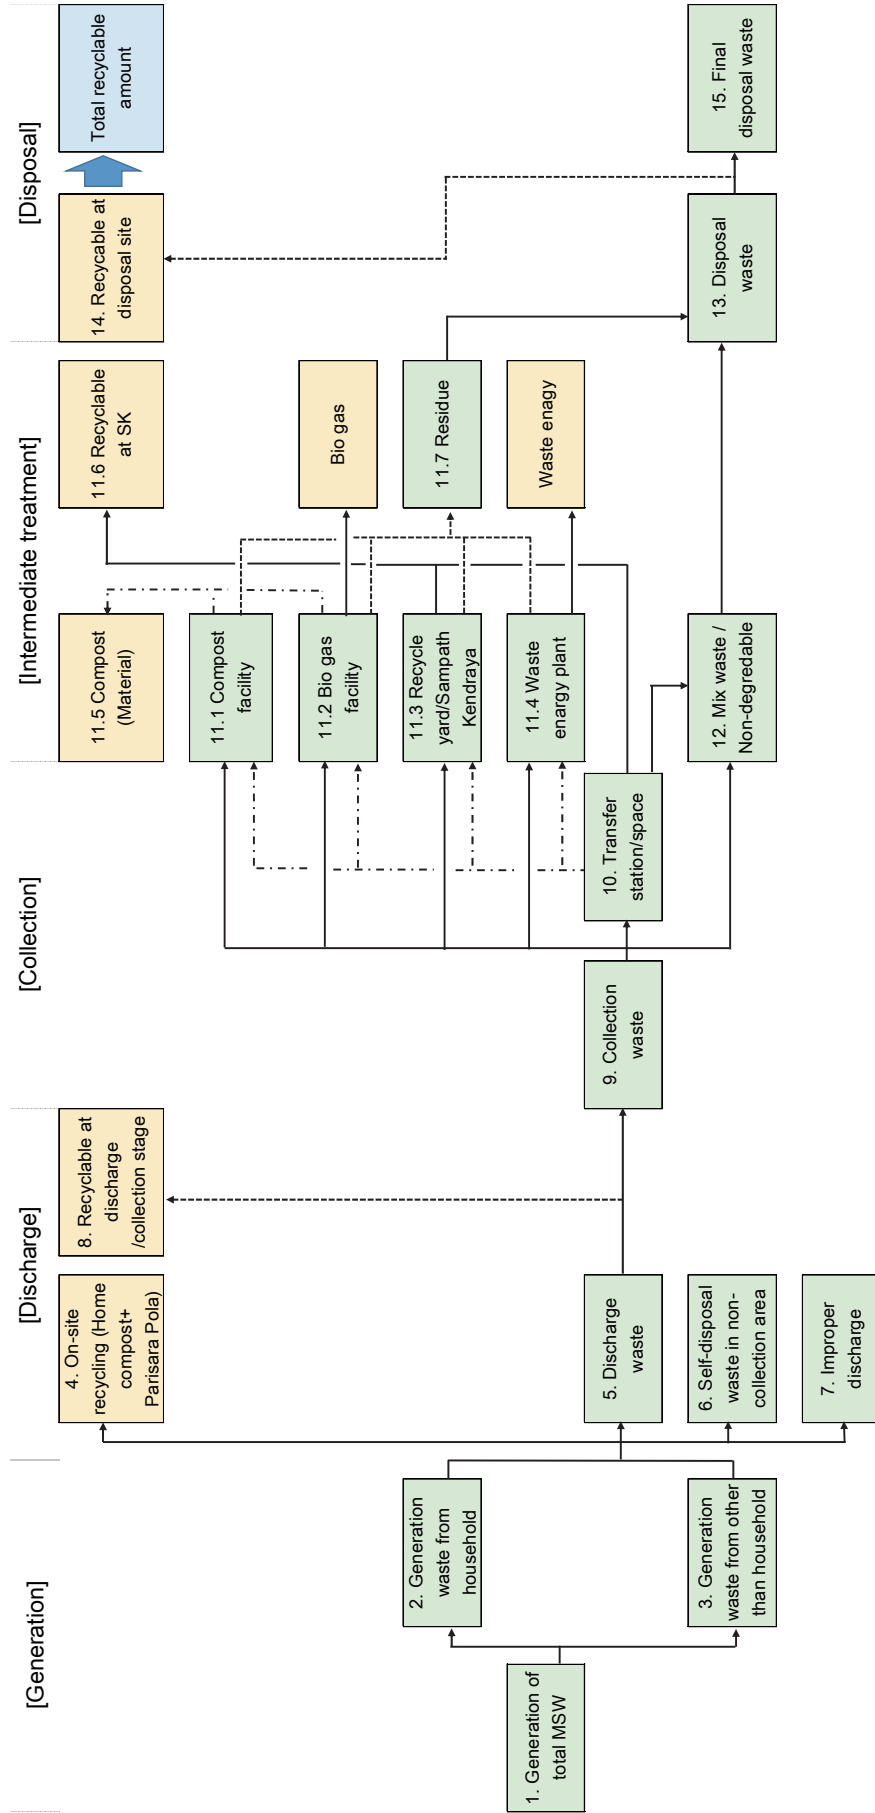 [Generation]
[Discharge]
[Collection]
[Intermediate treatment]
[Disposal]
1. Generation of
total MSW
2. Generation
waste from
household
3. Generation
waste from other
than household
4. On-site
recycling (Home
compost+
Parisara Pola)
5. Discharge
waste
6. Self-disposal
waste in non-
collection area
7. Improper
discharge
8. Recyclable at
discharge
/collection stage
9. Collection
waste
10. Transfer
station/space
11.5 Compost
(Material)
11.1 Compost
facility
11.2 Bio gas
facility
11.3 Recycle
yard/Sampath
Kendraya
11.4 Waste
enargy plant
12. Mix waste /
Non-degredable
11.6 Recyclable
at SK
Bio gas
11.7 Residue
Waste enagy
14. Recycable at
disposal site
13. Disposal
waste
Total recyclable
amount
15. Final
disposal waste